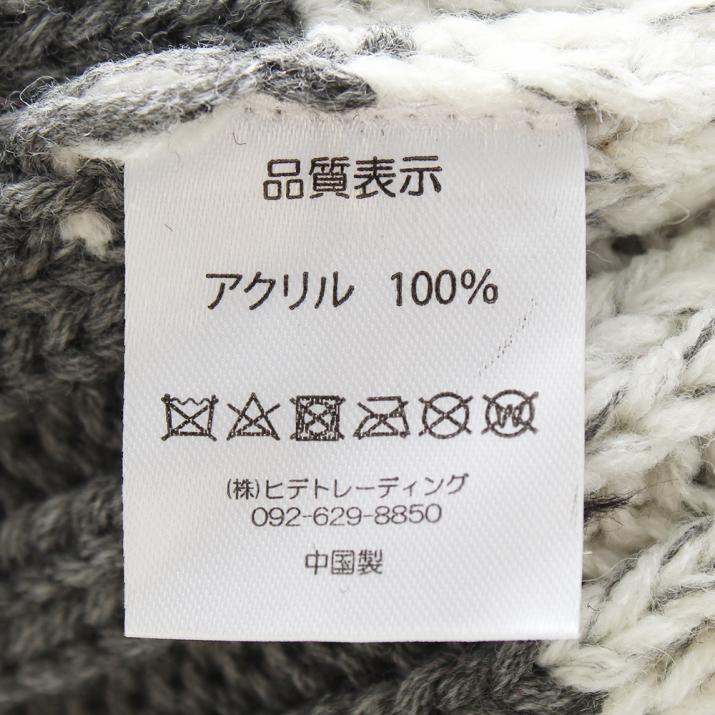 品質表示
アクリル 100%
(株)ヒデトレーディング
092-629-8850
中国製